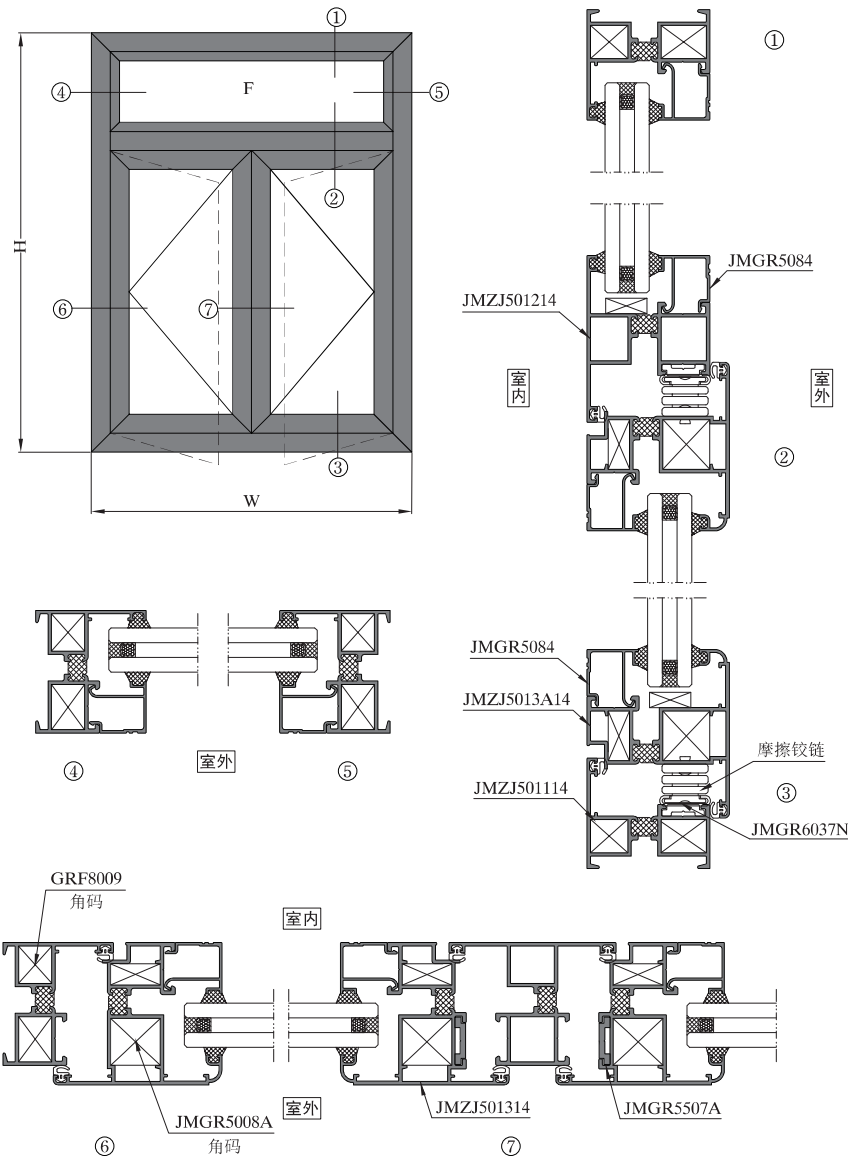 ①
①
④
F
⑤
②
H
JMGR5084
JMZJ501214
⑥
⑦
室内
室外
②
③
W
JMGR5084
JMZJ5013A14
摩擦铰链
室外
④
⑤
JMZJ501114
③
JMGR6037N
GRF8009
角码
室内
JMGR5008A
角码
室外
JMZJ501314
JMGR5507A
⑥
⑦